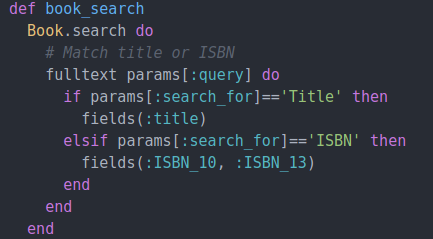 def book_search
  Book.search do
    # Match title or ISBN
    fulltext params[:query] do
      if params[:search_for]=='Title' then
        fields(:title)
      elsif params[:search_for]=='ISBN' then
        fields(:ISBN_10, :ISBN_13)
      end
    end
  end